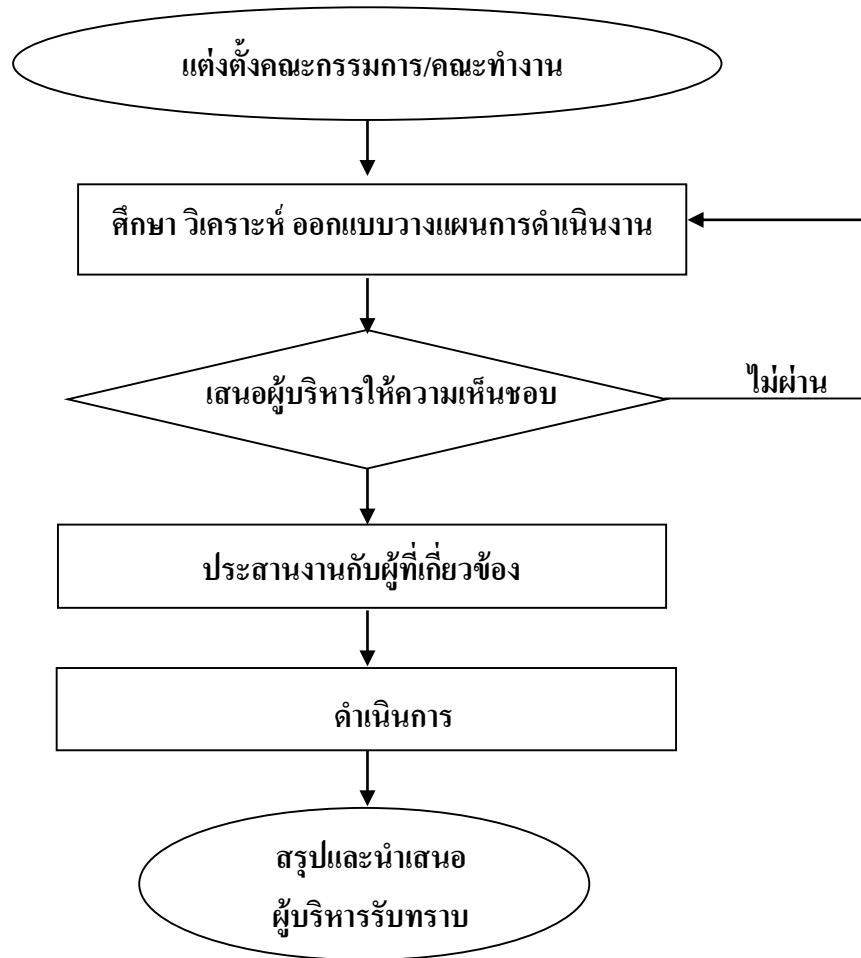 แต่งตั้งคณะกรรมการ/คณะทำงาน
ศึกษา วิเคราะห์ ออกแบบวางแผนการดำเนินงาน
เสนอผู้บริหารให้ความเห็นชอบ
ไม่ผ่าน
ประสานงานกับผู้ที่เกี่ยวข้อง
ดำเนินการ
สรุปและนำเสนอ
ผู้บริหารรับทราบ